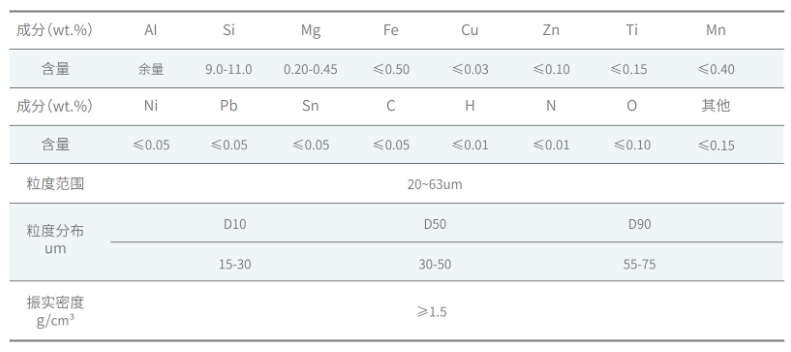 成分(wt.%) Al Si Mg Fe Cu Zn Ti Mn
含量 余量 9.0-11.0 0.20-0.45 ≤0.50 ≤0.03 ≤0.10 ≤0.15 ≤0.40
成分(wt.%) Ni Pb Sn C H N O 其他
含量 ≤0.05 ≤0.05 ≤0.05 ≤0.05 ≤0.01 ≤0.01 ≤0.10 ≤0.15
粒度范围 20~63um
粒度分布 D10 D50 D90
um 15-30 30-50 55-75
振实密度
g/cm³ ≥1.5